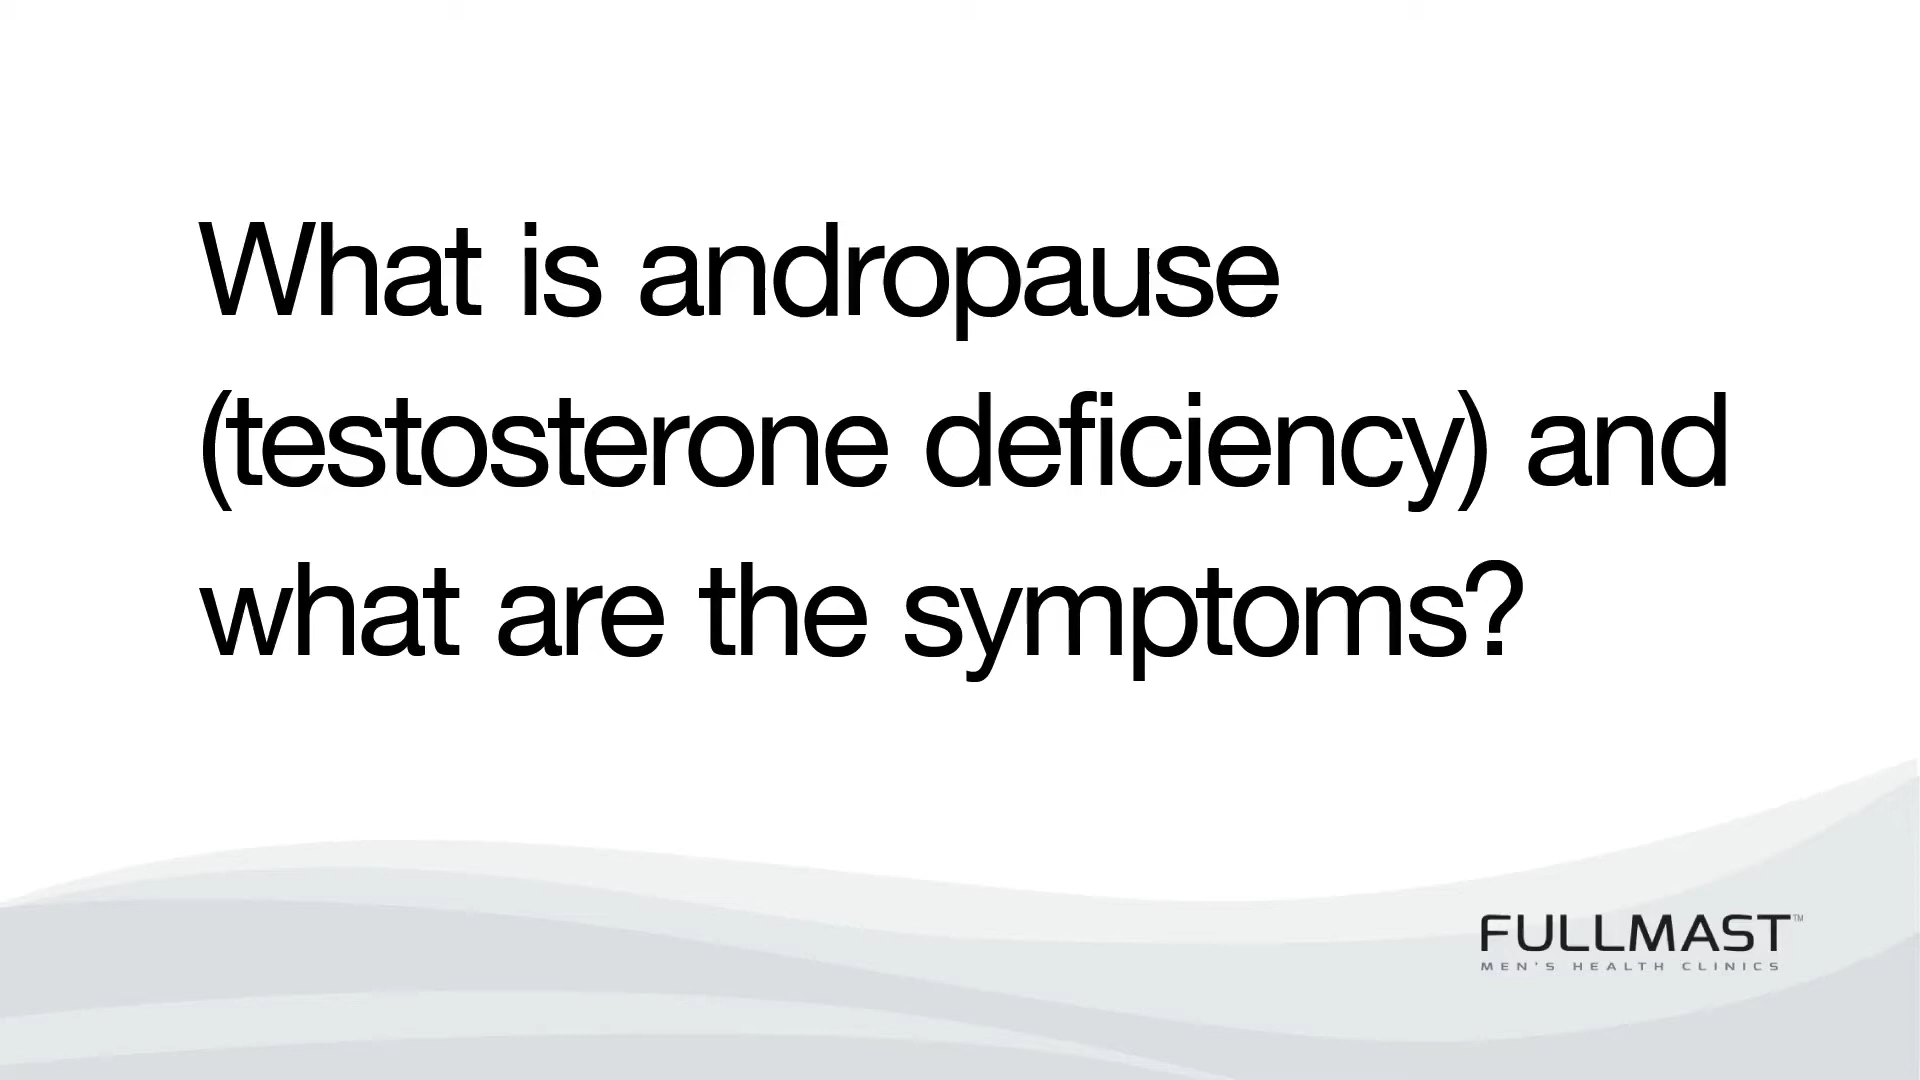 What is andropause
(testosterone deficiency) and
what are the symptoms?
FULLMAST™
MEN'S HEALTH CLINICS